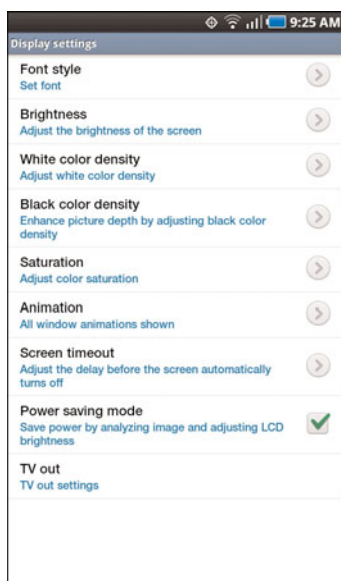 9:25 AM
Display settings
Font style
Set font
Brightness
Adjust the brightness of the screen
White color density
Adjust white color density
Black color density
Enhance picture depth by adjusting black color
density
Saturation
Adjust color saturation
Animation
All window animations shown
Screen timeout
Adjust the delay before the screen automatically
turns off
Power saving mode
Save power by analyzing image and adjusting LCD
brightness
TV out
TV out settings